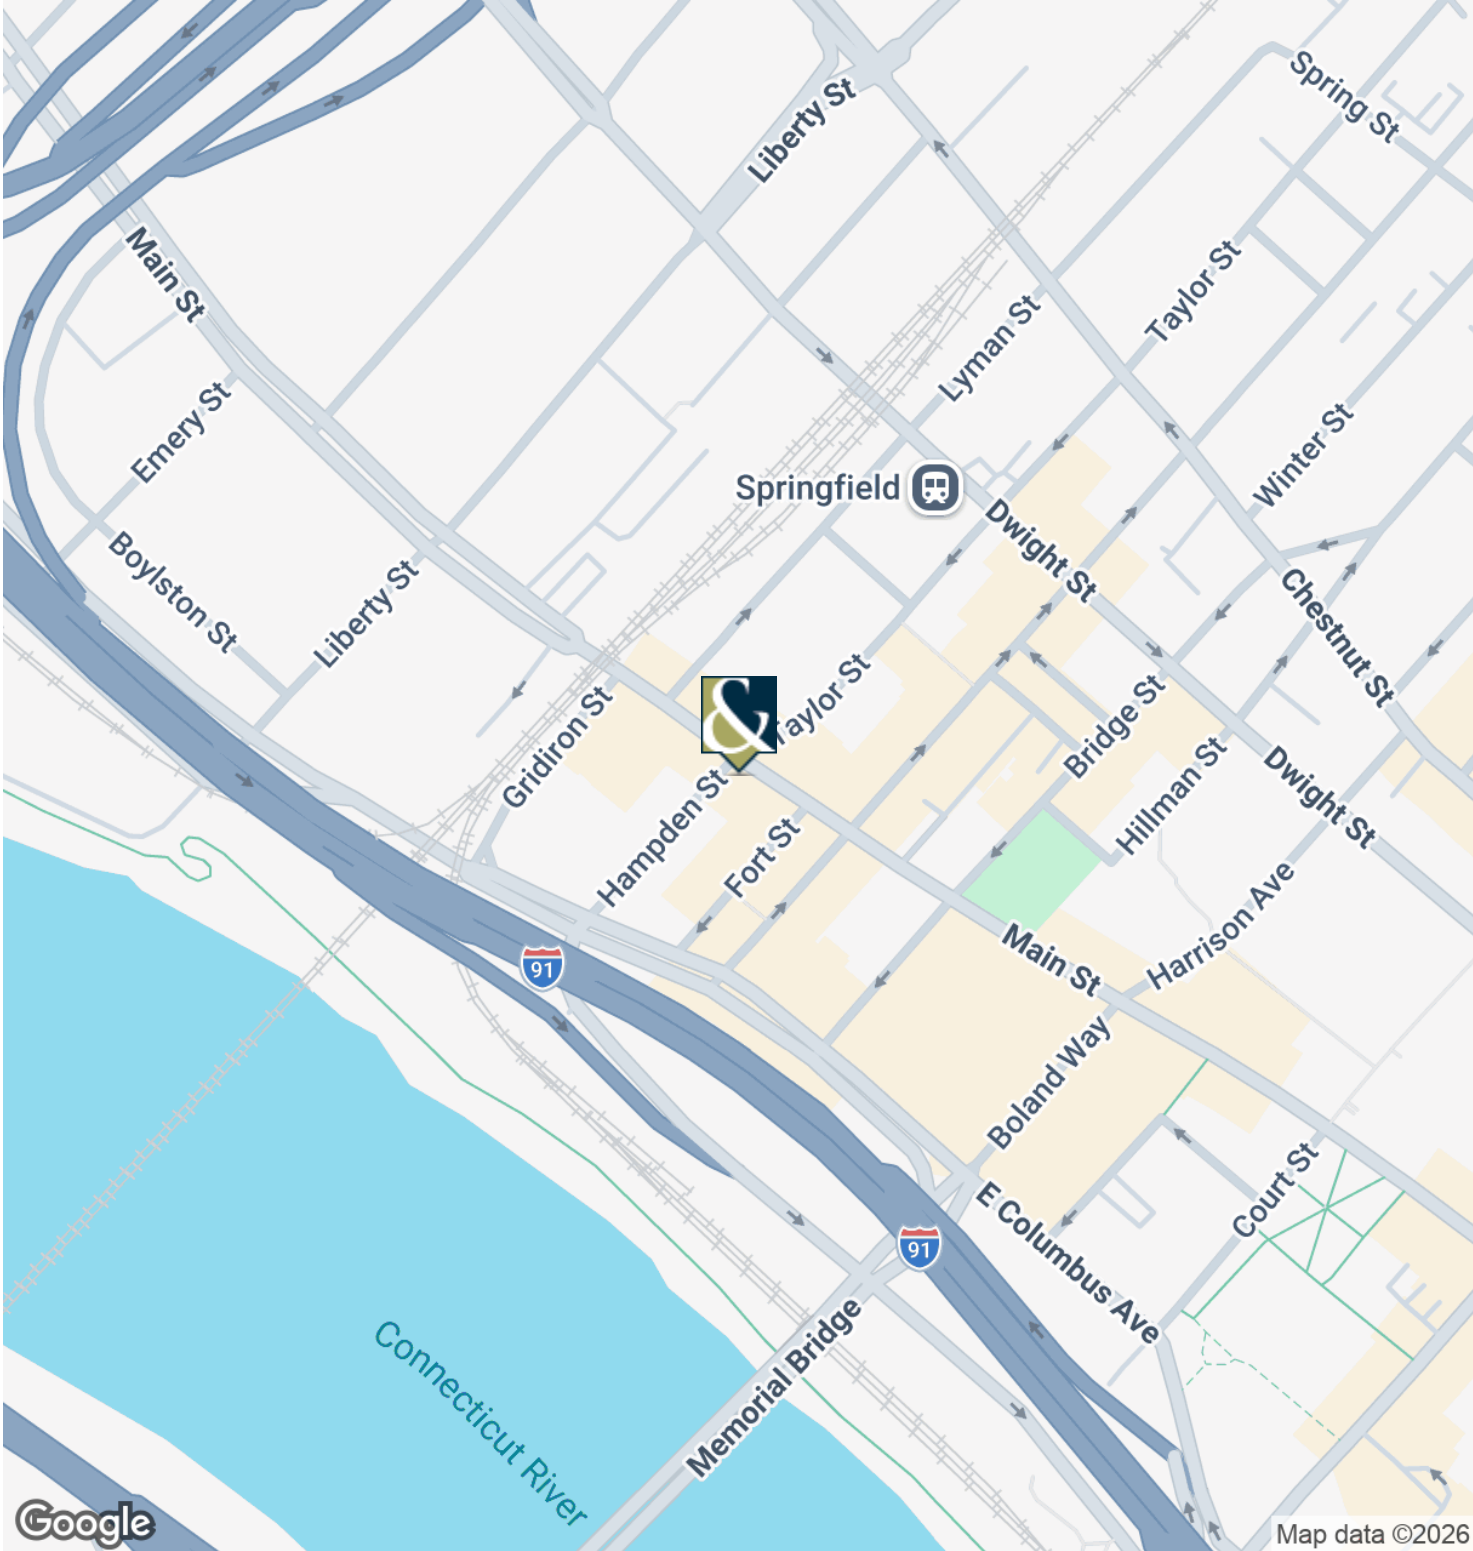 Spring St
Liberty St
Main St
Taylor St
Lyman St
Emery St
Winter St
Springfield
Dwight St
Boylston St
Liberty St
Chestnut St
Taylor St
&
Gridiron St
Bridge St
Hillman St
Dwight St
Hampden St
Fort St
Harrison Ave
Main St
91
Boland Way
Court St
E Columbus Ave
91
Memorial Bridge
Connecticut River
Google
Map data ©2026